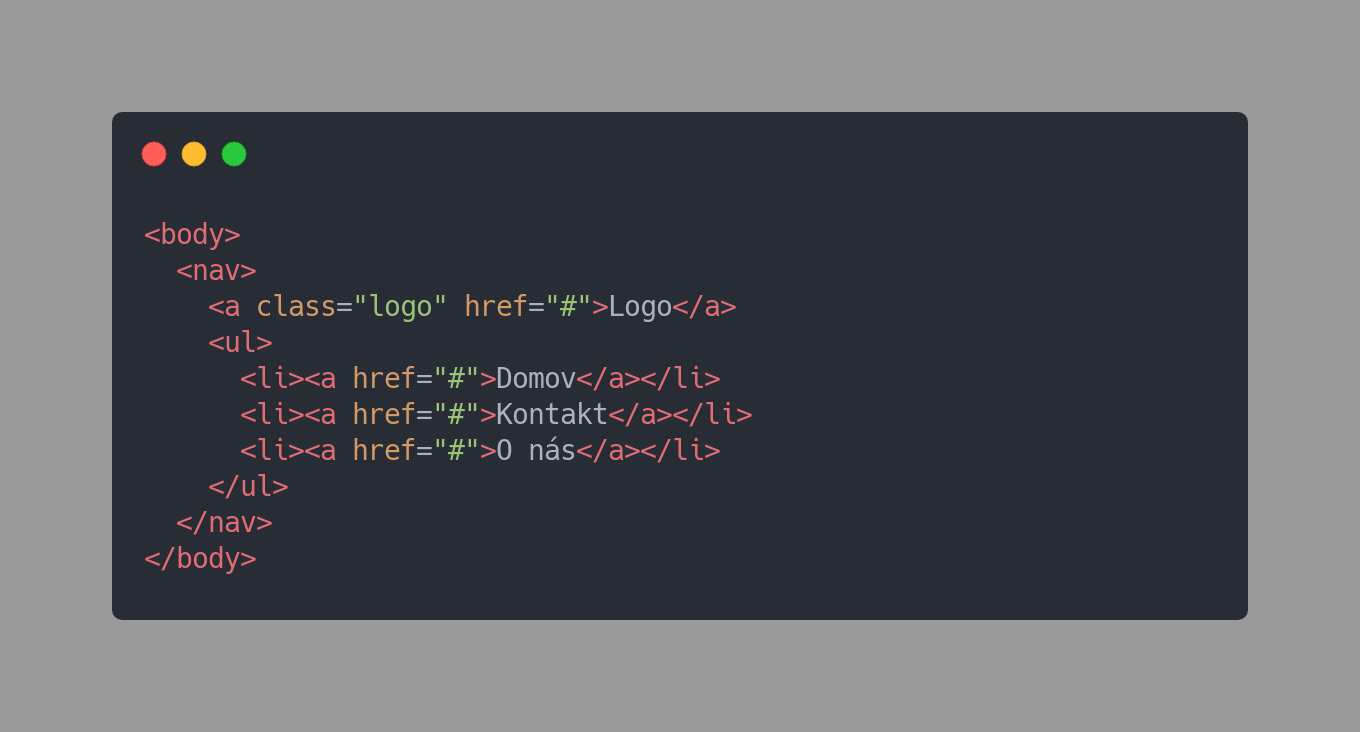 <body>
  <nav>
    <a class="logo" href="#">Logo</a>
    <ul>
      <li><a href="#">Domov</a></li>
      <li><a href="#">Kontakt</a></li>
      <li><a href="#">O nás</a></li>
    </ul>
  </nav>
</body>